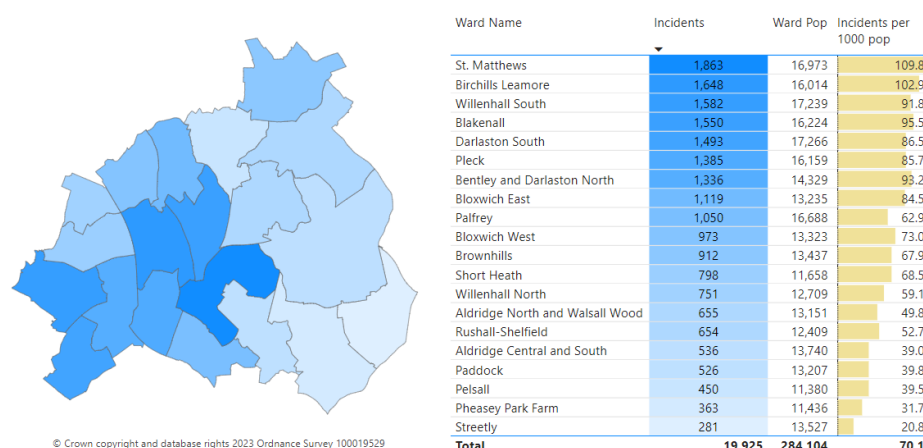 Ward Name Incidents Ward Pop Incidents per
1000 pop
St. Matthews 1,863 16,973 109.8
Birchills Leamore 1,648 16,014 102.9
Willenhall South 1,582 17,239 91.8
Blakenall 1,550 16,224 95.5
Darlaston South 1,493 17,266 86.5
Pleck 1,385 16,159 85.7
Bentley and Darlaston North 1,336 14,329 93.2
Bloxwich East 1,119 13,235 84.5
Palfrey 1,050 16,688 62.9
Bloxwich West 973 13,323 73.0
Brownhills 912 13,437 67.9
Short Heath 798 11,658 68.5
Willenhall North 751 12,709 59.1
Aldridge North and Walsall Wood 655 13,151 49.8
Rushall-Shelfield 654 12,409 52.7
Aldridge Central and South 536 13,740 39.0
Paddock 526 13,207 39.8
Pelsall 450 11,380 39.5
Pheasey Park Farm 363 11,436 31.7
Streetly 281 13,527 20.8
Total 19,925 284,104 70.1
© Crown copyright and database rights 2023 Ordnance Survey 100019529